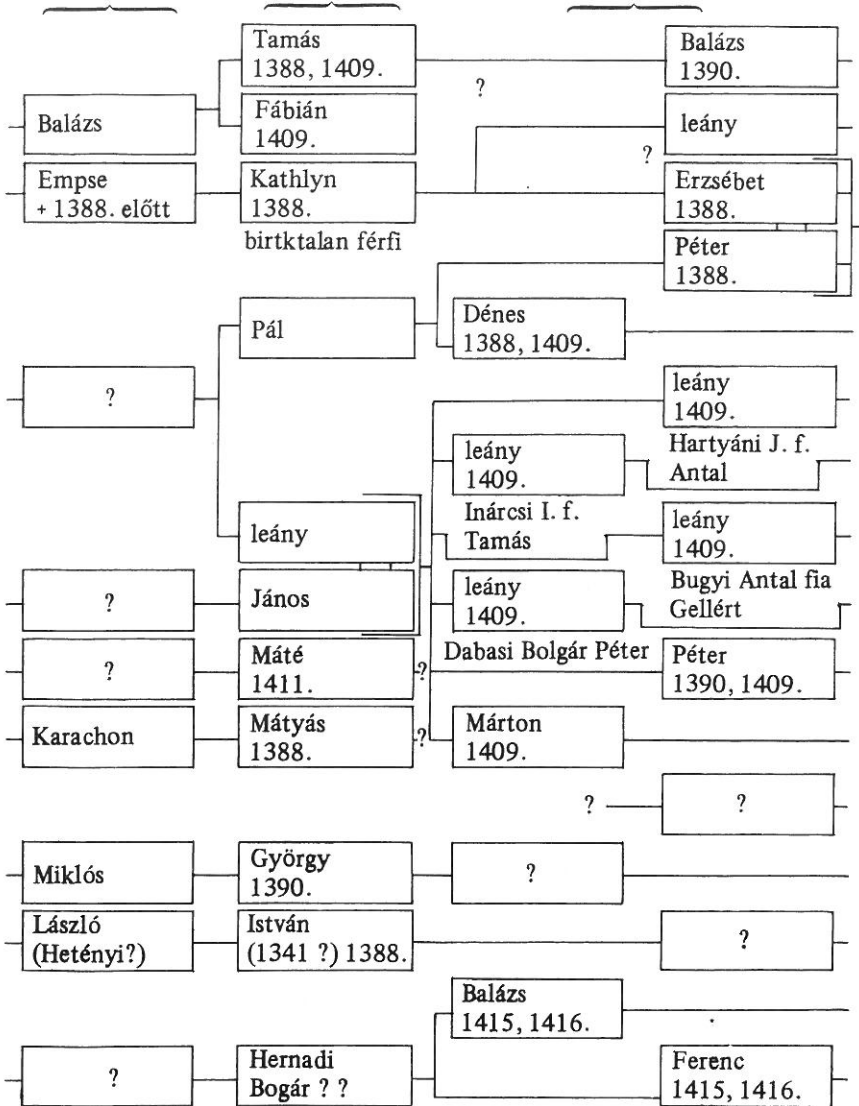 Tamás
1388, 1409.
Balázs
1390.
?
Balázs
Fábián
1409.
leány
?
Empse
+ 1388. előtt
Kathlyn
1388.
Erzsébet
1388.
birtktalan férfi
Péter
1388.
Pál
Dénes
1388, 1409.
?
leány
1409.
leány
1409.
Hartyáni J. f.
Antal
leány
Inárcsi I. f.
Tamás
leány
1409.
?
János
leány
1409.
Bugyi Antal fia
Gellért
?
Máté
1411.
?
Dabasi Bolgár Péter
Péter
1390, 1409.
Karachon
Mátyás
1388.
?
Márton
1409.
?
?
Miklós
György
1390.
?
László
(Hetényi?)
István
(1341 ?) 1388.
?
Balázs
1415, 1416.
?
Hernadi
Bogár ? ?
Ferenc
1415, 1416.